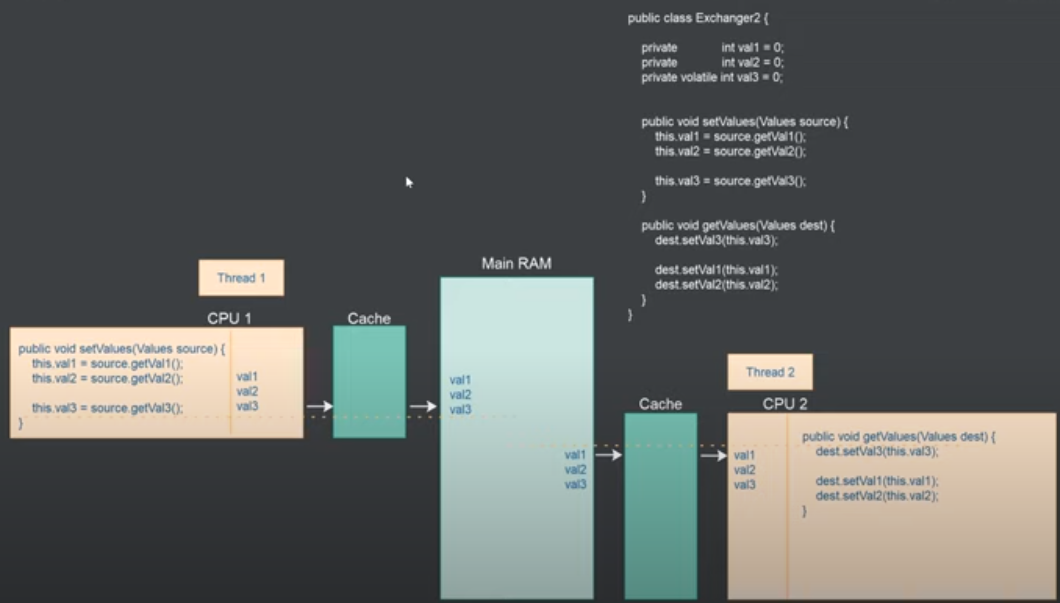 public class Exchanger2 {
private int val1 = 0;
private int val2 = 0;
private volatile int val3 = 0;
public void setValues(Values source) {
this.val1 = source.getVal1();
this.val2 = source.getVal2();
this.val3 = source.getVal3();
}
public void getValues(Values dest) {
dest.setVal3(this.val3);
dest.setVal1(this.val1);
dest.setVal2(this.val2);
}
}
Thread 1
CPU 1
public void setValues(Values source) {
this.val1 = source.getVal1();
this.val2 = source.getVal2();
this.val3 = source.getVal3();
}
val1
val2
val3
Cache
Main RAM
val1
val2
val3
val1
val2
val3
Cache
Thread 2
CPU 2
val1
val2
val3
public void getValues(Values dest) {
dest.setVal3(this.val3);
dest.setVal1(this.val1);
dest.setVal2(this.val2);
}